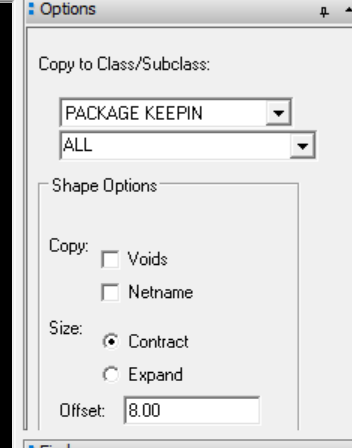 Options
Copy to Class/Subclass:
PACKAGE KEEPIN
ALL
Shape Options
Copy:
Voids
Netname
Size:
Contract
Expand
Offset: 8.00